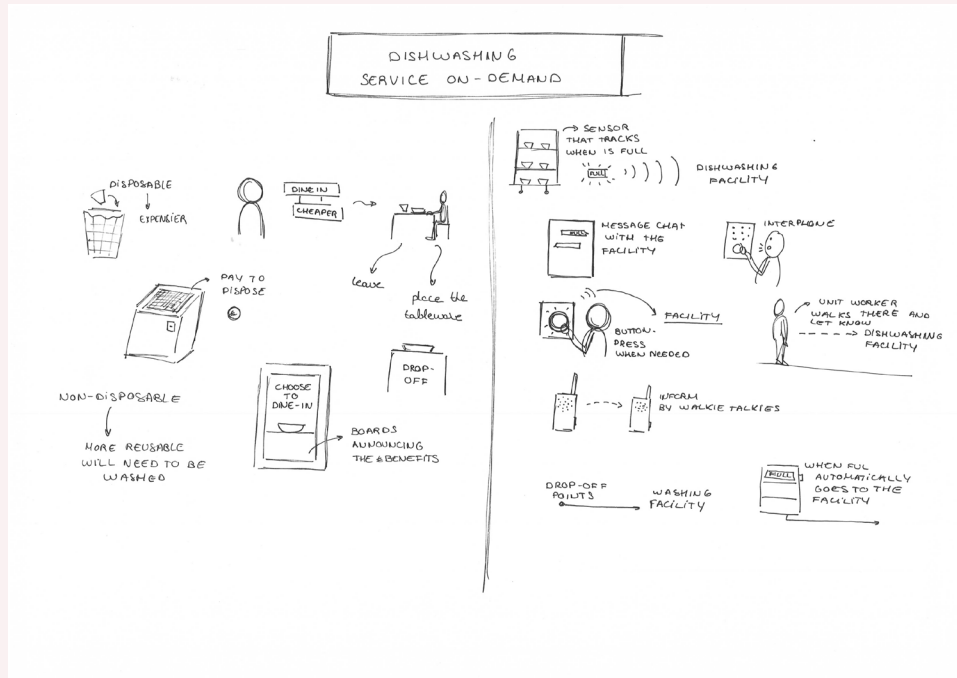 DISHWASHING
SERVICE ON-DEMAND
DISPOSABLE
EXPENSIER
DINE IN
CHEAPER
leave
place the
tableware
PAY TO
DISPOSE
DROP-
OFF
CHOOSE
TO
DINE-IN
NON-DISPOSABLE
MORE REUSABLE
WILL NEED TO BE
WASHED
BOARDS
ANNOUNCING
THE BENEFITS
SENSOR
THAT TRACKS
WHEN IS FULL
FULL
DISHWASHING
FACILITY
FULL
MESSAGE CHAT
WITH THE
FACILITY
INTERPHONE
FACILITY
BUTTON-
PRESS
WHEN NEEDED
UNIT WORKER
WALKS THERE AND
LET KNOW
DISHWASHING
FACILITY
INFORM
BY WALKIE TALKIES
DROP-OFF
POINTS
WASHING
FACILITY
FULL
WHEN FUL
AUTOMATICALLY
GOES TO THE
FACILITY